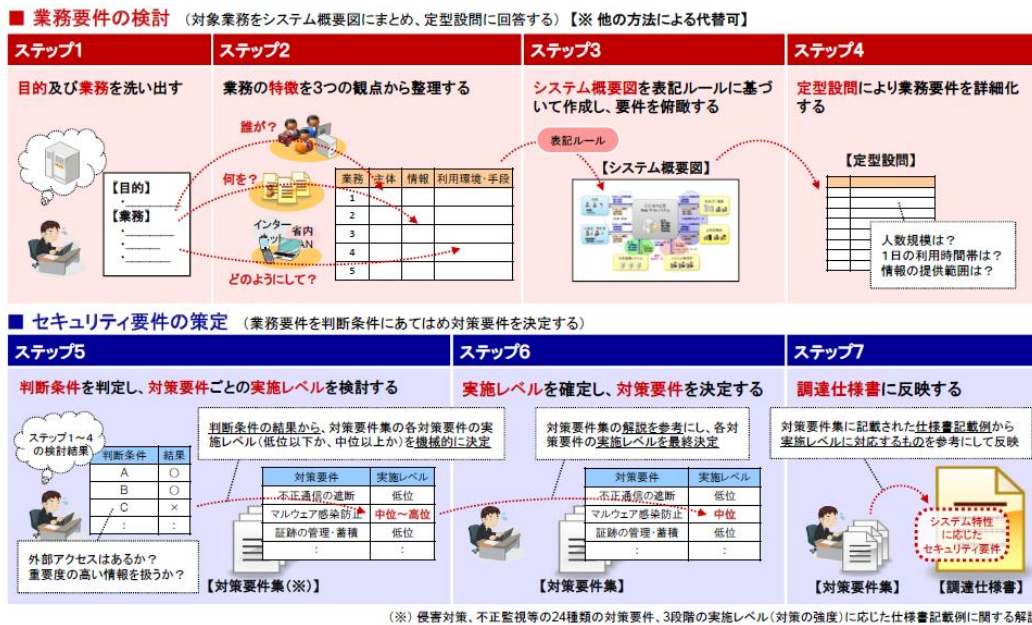 ■ 業務要件の検討 （対象業務をシステム概要図にまとめ、定型設問に回答する）【※ 他の方法による代替可】
ステップ1
目的及び業務を洗い出す
【目的】
・
【業務】
・
・
・
ステップ2
業務の特徴を3つの観点から整理する
誰が？
何を？
インター
ネット
省内
LAN
どのようにして？
業務 主体 情報 利用環境・手段
1
2
3
4
5
ステップ3
システム概要図を表記ルールに基づ
いて作成し、要件を俯瞰する
表記ルール
【システム概要図】
ステップ4
定型設問により業務要件を詳細化
する
【定型設問】
人数規模は？
1日の利用時間帯は？
情報の提供範囲は？
■ セキュリティ要件の策定 （業務要件を判断条件にあてはめ対策要件を決定する）
ステップ5
判断条件を判定し、対策要件ごとの実施レベルを検討する
ステップ1～4
の検討結果
判断条件 結果
A ○
B ○
C ×
： ：
外部アクセスはあるか？
重要度の高い情報を扱うか？
判断条件の結果から、対策要件集の各対策要件の実
施レベル（低位以下か、中位以上か）を機械的に決定
対策要件 実施レベル
不正通信の遮断 低位
マルウェア感染防止 中位～高位
証跡の管理・蓄積 低位
： ：
【対策要件集（※）】
ステップ6
実施レベルを確定し、対策要件を決定する
対策要件集の解説を参考にし、各対
策要件の実施レベルを最終決定
対策要件 実施レベル
不正通信の遮断 低位
マルウェア感染防止 中位
証跡の管理・蓄積 低位
： ：
【対策要件集】
ステップ7
調達仕様書に反映する
対策要件集に記載された仕様書記載例から
実施レベルに対応するものを参考にして反映
システム特性
に応じた
セキュリティ要件
【対策要件集】 【調達仕様書】
（※） 侵害対策、不正監視等の24種類の対策要件、3段階の実施レベル（対策の強度）に応じた仕様書記載例に関する解説